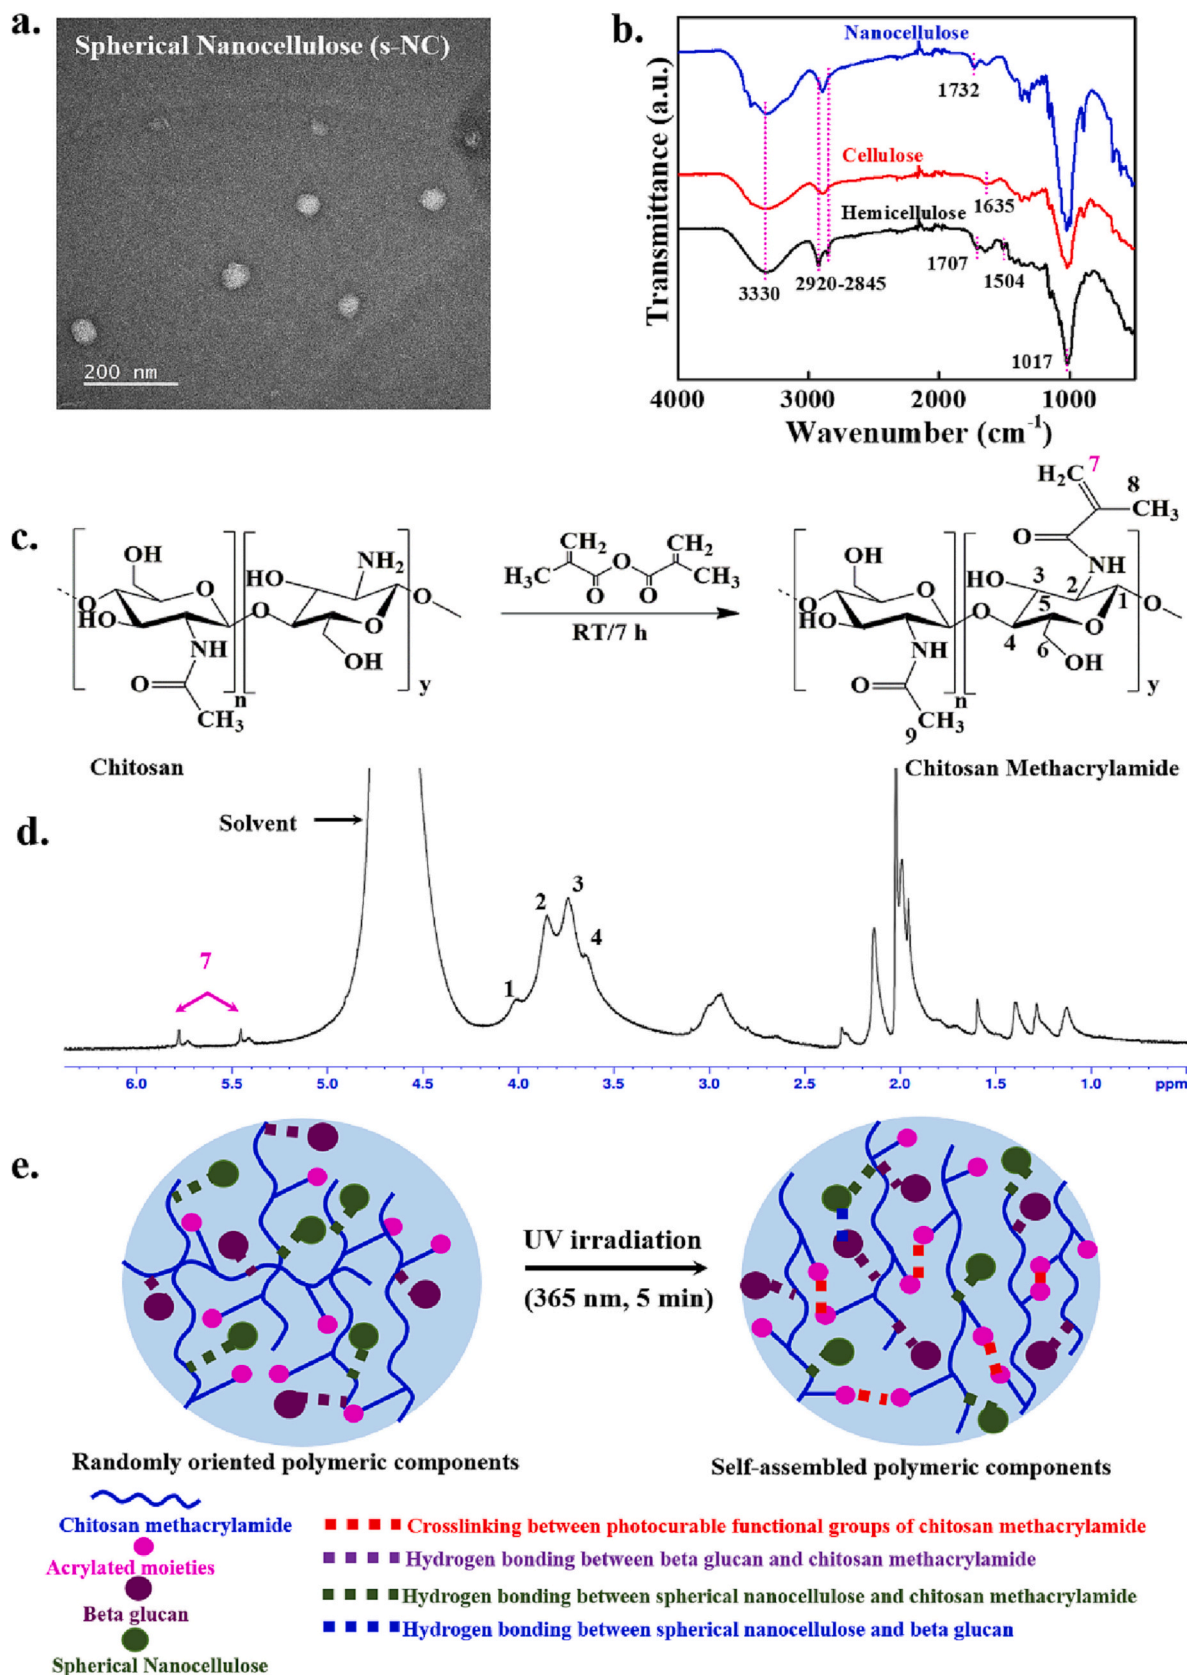 a.
Spherical Nanocellulose (s-NC)
200 nm
b.
Nanocellulose
1732
Cellulose
1635
Hemicellulose
1707
1504
3330
2920-2845
1017
Transmittance (a.u.)
4000
3000
2000
1000
Wavenumber (cm⁻¹)
c.
OH
O
O
HO
NH
O
CH₃
n
HO
NH₂
O
O
O
OH
y
Chitosan
CH₂
CH₂
H₃C
O
CH₃
O
O
RT/7 h
7
H₂C
8
CH₃
O
NH
OH
O
O
HO
NH
O
CH₃
9
n
HO
3
2
5
1
O
O
O
4
6
OH
y
Chitosan Methacrylamide
d.
Solvent
7
1
2
3
4
6.0
5.5
5.0
4.5
4.0
3.5
3.0
2.5
2.0
1.5
1.0
ppm
e.
UV irradiation
(365 nm, 5 min)
Randomly oriented polymeric components
Self-assembled polymeric components
Chitosan methacrylamide
Acrylated moieties
Beta glucan
Spherical Nanocellulose
Crosslinking between photocurable functional groups of chitosan methacrylamide
Hydrogen bonding between beta glucan and chitosan methacrylamide
Hydrogen bonding between spherical nanocellulose and chitosan methacrylamide
Hydrogen bonding between spherical nanocellulose and beta glucan